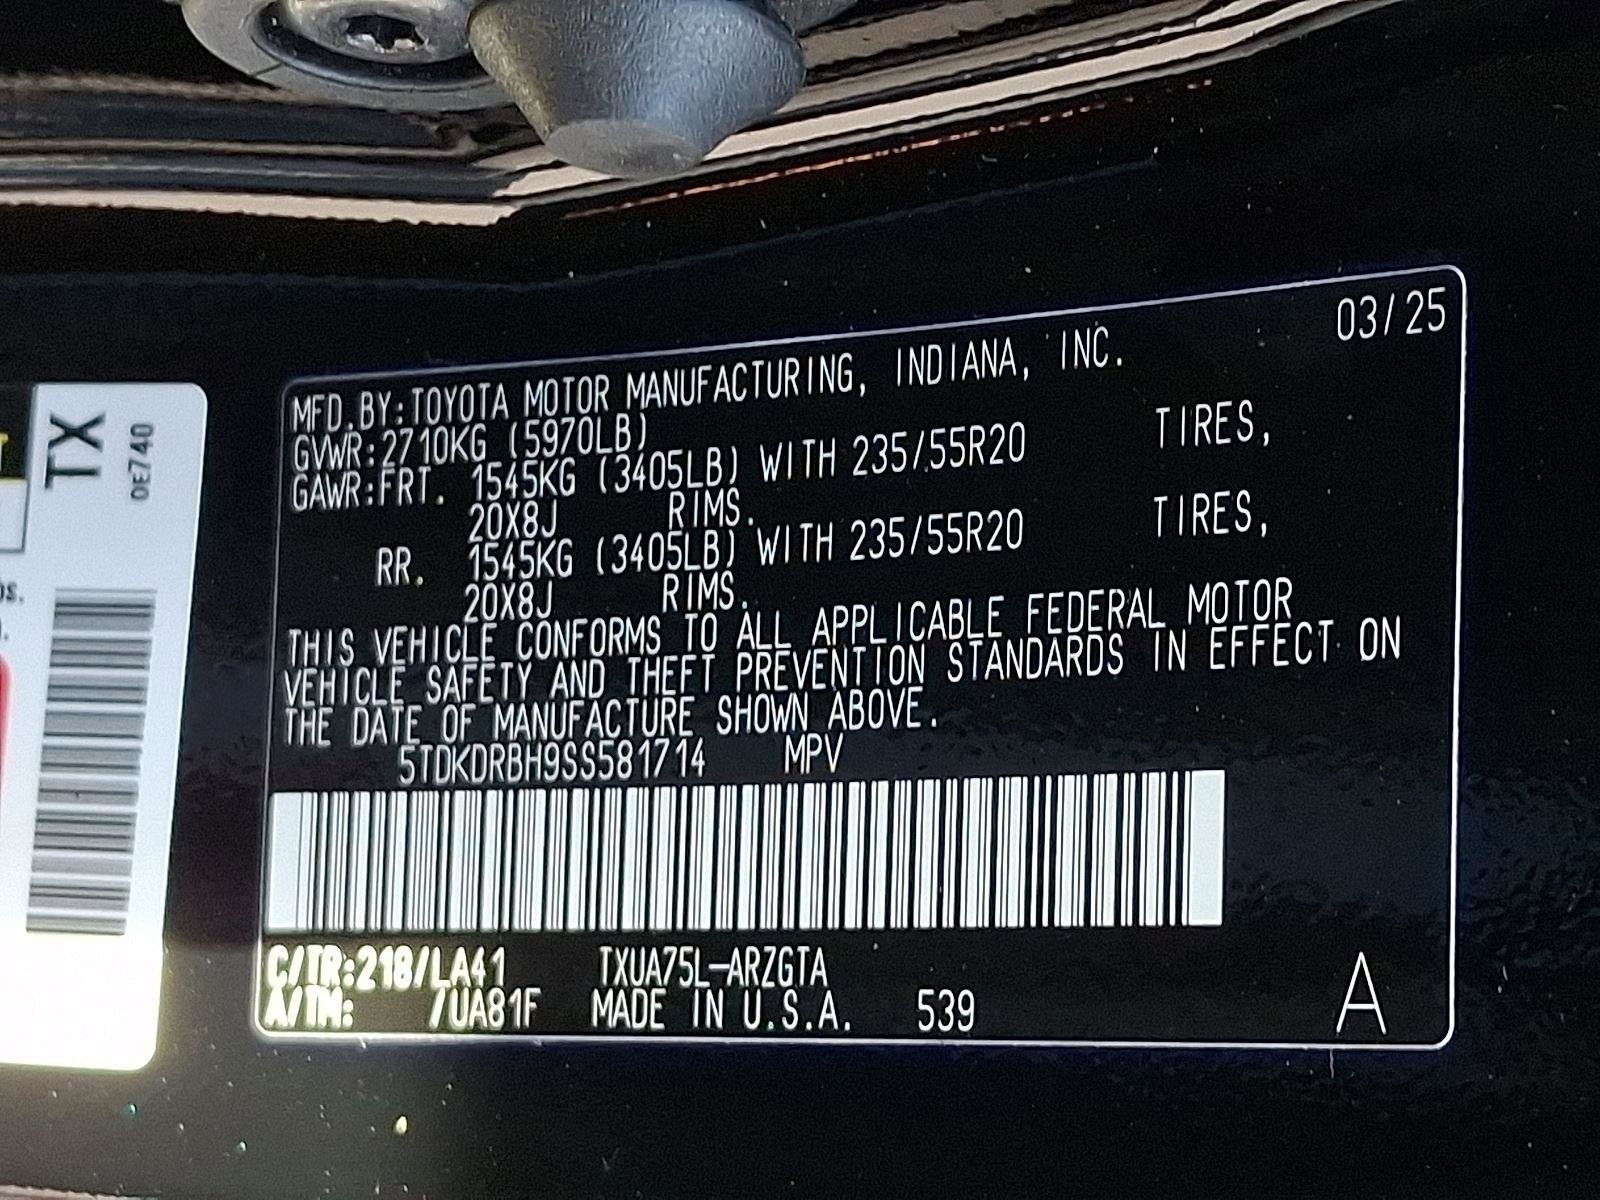 TX
0E740
03/25
MFD.BY:TOYOTA MOTOR MANUFACTURING, INDIANA, INC.
GVWR:2710KG (5970LB)
GAWR:FRT. 1545KG (3405LB) WITH 235/55R20 TIRES,
20X8J RIMS.
RR. 1545KG (3405LB) WITH 235/55R20 TIRES,
20X8J RIMS.
THIS VEHICLE CONFORMS TO ALL APPLICABLE FEDERAL MOTOR
VEHICLE SAFETY AND THEFT PREVENTION STANDARDS IN EFFECT ON
THE DATE OF MANUFACTURE SHOWN ABOVE.
5TDKDRBH9SS581714 MPV
C/TR:218/LA41 TXUA75L-ARZGTA
A/TM: /UA81F MADE IN U.S.A. 539
A